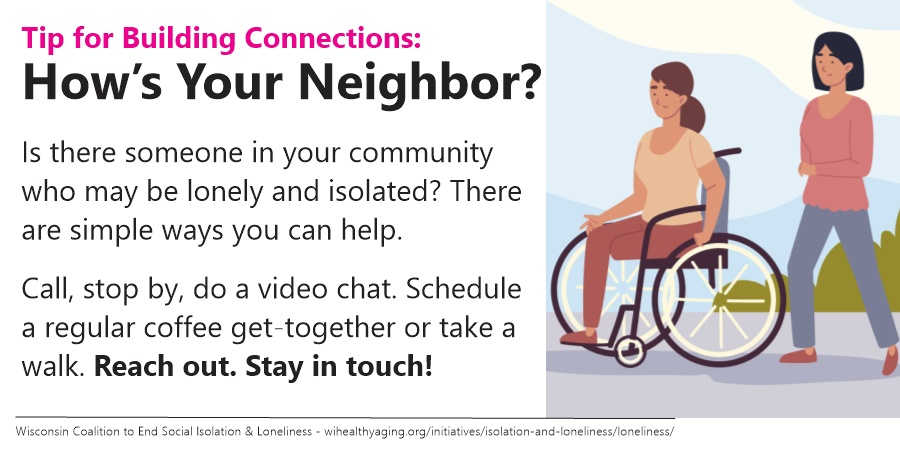 Tip for Building Connections:
How's Your Neighbor?
Is there someone in your community
who may be lonely and isolated? There
are simple ways you can help.
Call, stop by, do a video chat. Schedule
a regular coffee get-together or take a
walk. Reach out. Stay in touch!
Wisconsin Coalition to End Social Isolation & Loneliness - wihealthyaging.org/initiatives/isolation-and-loneliness/loneliness/